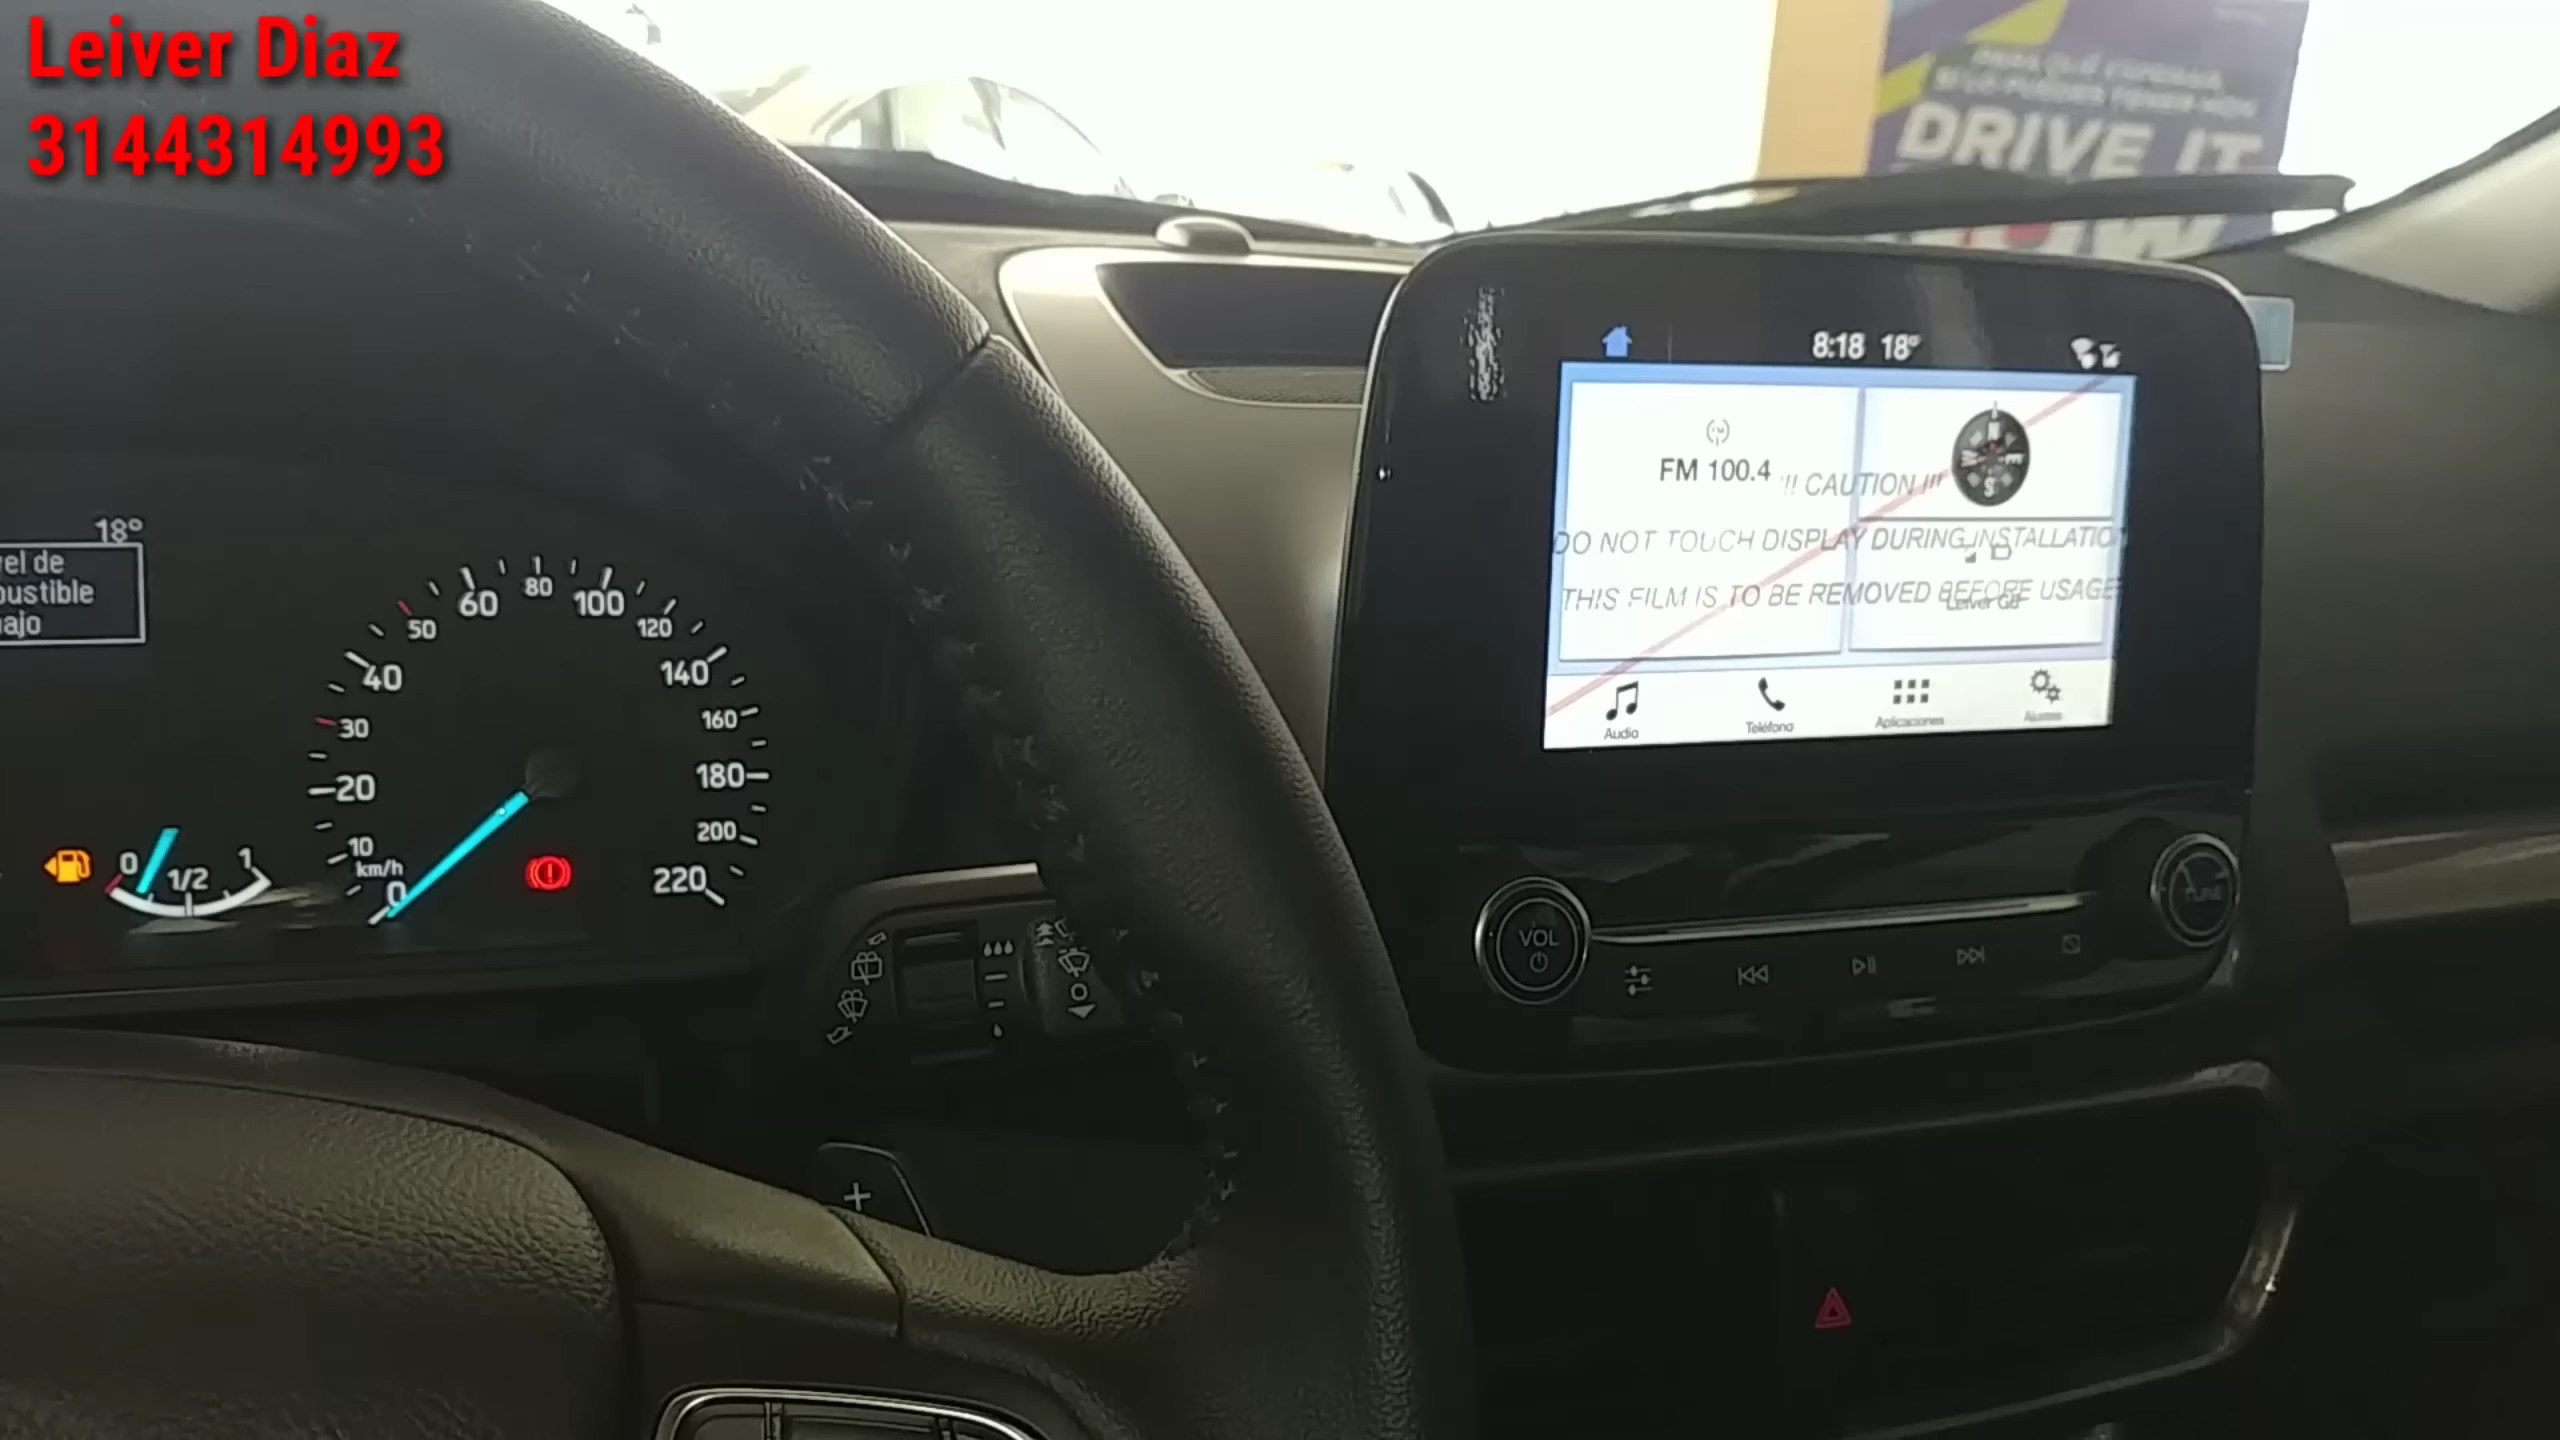 Leiver Diaz
3144314993
DRIVE IT
8:18 18°
FM 100.4
N
E
S
!!! CAUTION !!!
DO NOT TOUCH DISPLAY DURING INSTALLATION
THIS FILM IS TO BE REMOVED BEFORE USAGE
Audio
Teléfono
Aplicaciones
Ajustes
18°
el de
bustible
ajo
0
10
20
30
40
50
60
80
100
120
140
160
180
200
220
km/h
0
1/2
1
VOL
TUNE
+